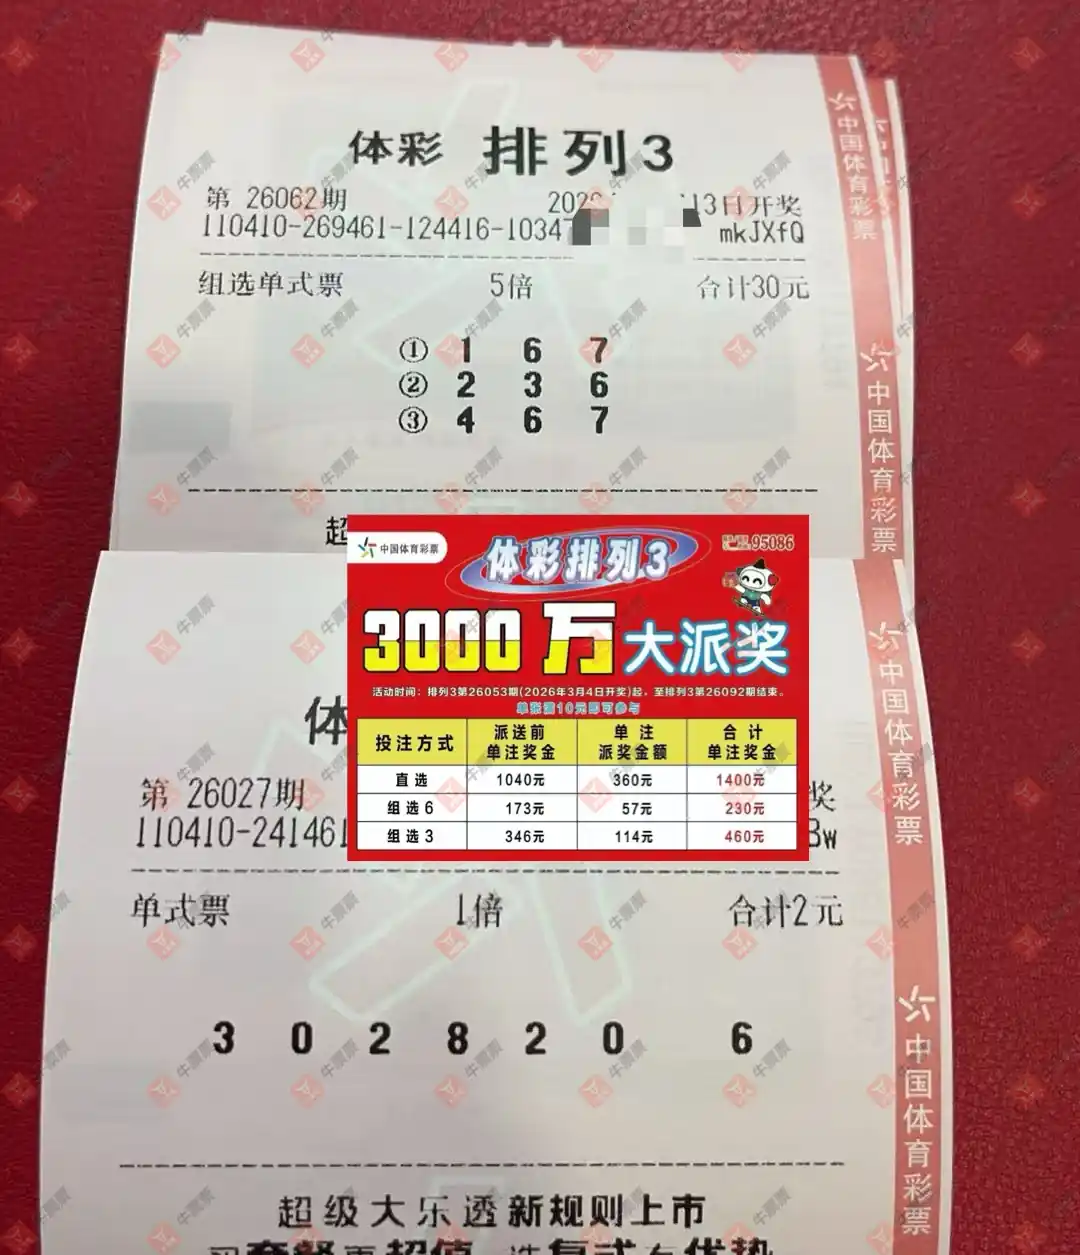 体彩 排列3
第 26062期
13日开奖
110410-269461-124416-10347
mkJXfQ
组选单式票 5倍 合计30元
① 1 6 7
② 2 3 6
③ 4 6 7
超
中国体育彩票
中国体育彩票
中国体育彩票
95086
体彩排列3
3000万大派奖
活动时间：排列3第26053期(2026年3月4日开奖)起，至排列3第26092期结束。
单张满10元即可参与
投注方式 派送前单注奖金 单注派奖金额 合计单注奖金
直选 1040元 360元 1400元
组选6 173元 57元 230元
组选3 346元 114元 460元
体
第 26027期
奖
110410-241461
Bw
单式票 1倍 合计2元
3 0 2 8 2 0 6
超级大乐透新规则上市
中国体育彩票
中国体育彩票
牛票票